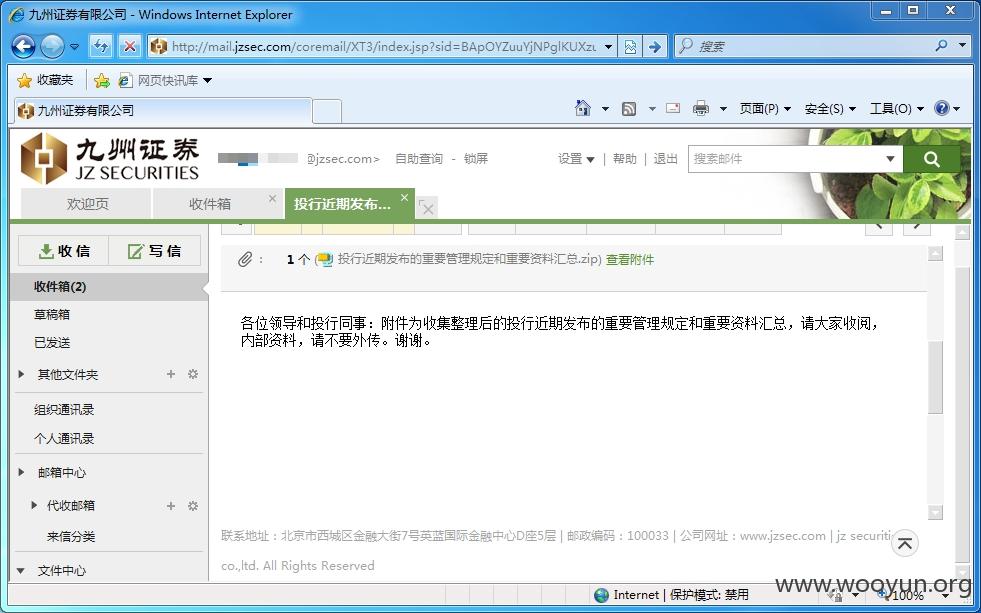 九州证券有限公司 - Windows Internet Explorer
http://mail.jzsec.com/coremail/XT3/index.jsp?sid=BApOYZuuYjNPglKUXzu
搜索
收藏夹 网页快讯库
九州证券有限公司
页面(P) 安全(S) 工具(O)
九州证券
JZ SECURITIES
@jzsec.com> 自助查询 - 锁屏 设置 | 帮助 | 退出 搜索邮件
欢迎页 收件箱 投行近期发布...
收信 写信
1 个 (投行近期发布的重要管理规定和重要资料汇总.zip) 查看附件
收件箱(2)
草稿箱
已发送
其他文件夹
组织通讯录
个人通讯录
邮箱中心
代收邮箱
来信分类
文件中心
各位领导和投行同事：附件为收集整理后的投行近期发布的重要管理规定和重要资料汇总，请大家收阅，
内部资料，请不要外传。谢谢。
联系地址：北京市西城区金融大街7号英蓝国际金融中心D座5层 | 邮政编码：100033 | 公司网址：www.jzsec.com | jz securiti
co.,ltd. All Rights Reserved
www.wooyun.org
Internet | 保护模式: 禁用 100%